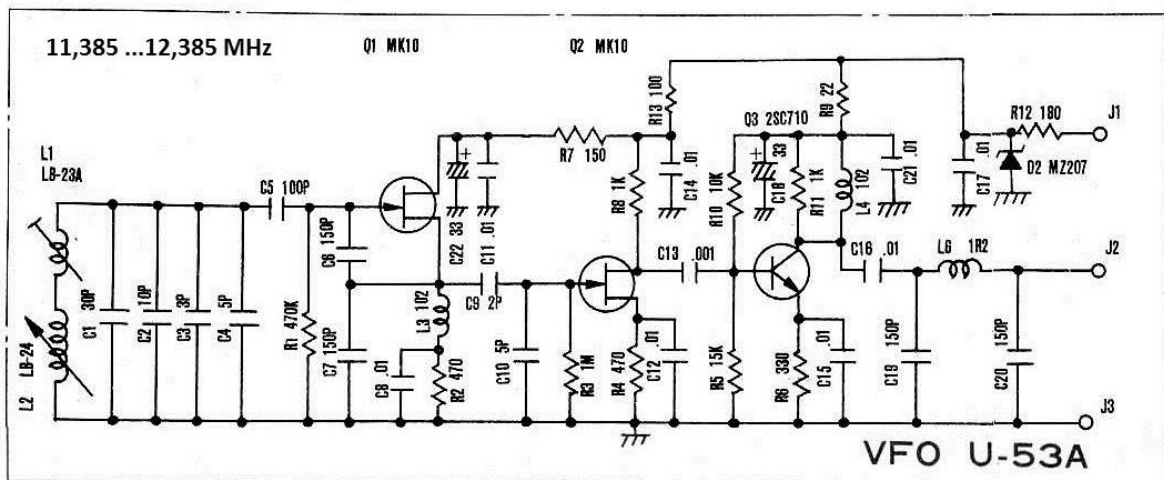 11,385 ...12,385 MHz
Q1 MK10
Q2 MK10
R13 100
Q3 2SC710
R9 22
R12 180
J1
L1
LB-23A
R7 150
.01
C14
R8 1K
R10 10K
33
C18
R11 1K
L4 102
C21 .01
.01
C17
D2 MZ207
C5 100P
C6 150P
C22 33
C11 .01
C13 .001
C16 .01
L6 1R2
J2
C9 2P
L3 102
C1 30P
C2 10P
C3 3P
C4 5P
R1 470K
C7 150P
C8 .01
R2 470
C10 5P
R3 1M
R4 470
C12 .01
R5 15K
R6 330
C15 .01
C19 150P
C20 150P
LB-24
L2
J3
VFO U-53A